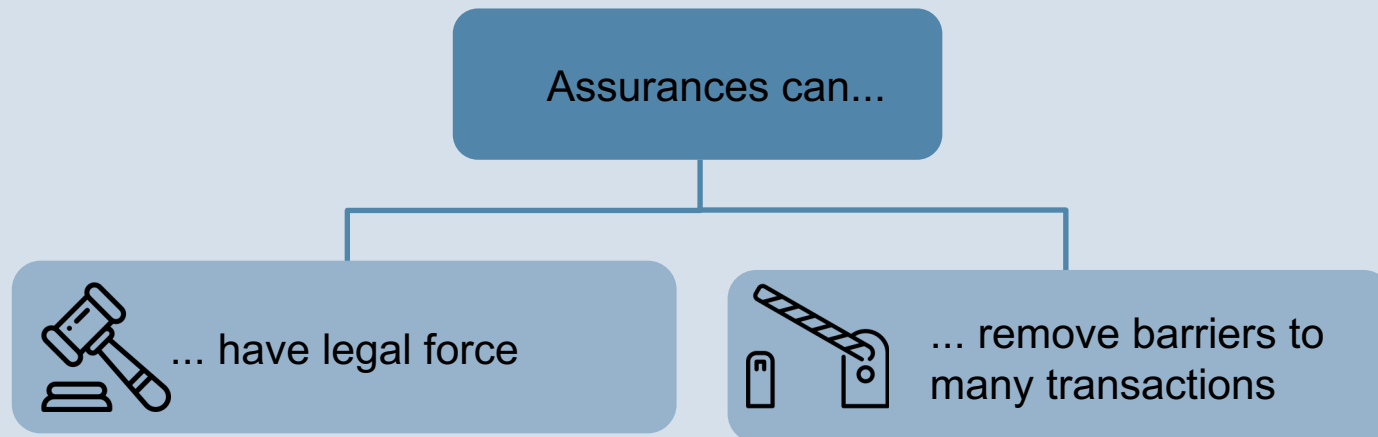 Assurances can...
... have legal force
... remove barriers to
many transactions